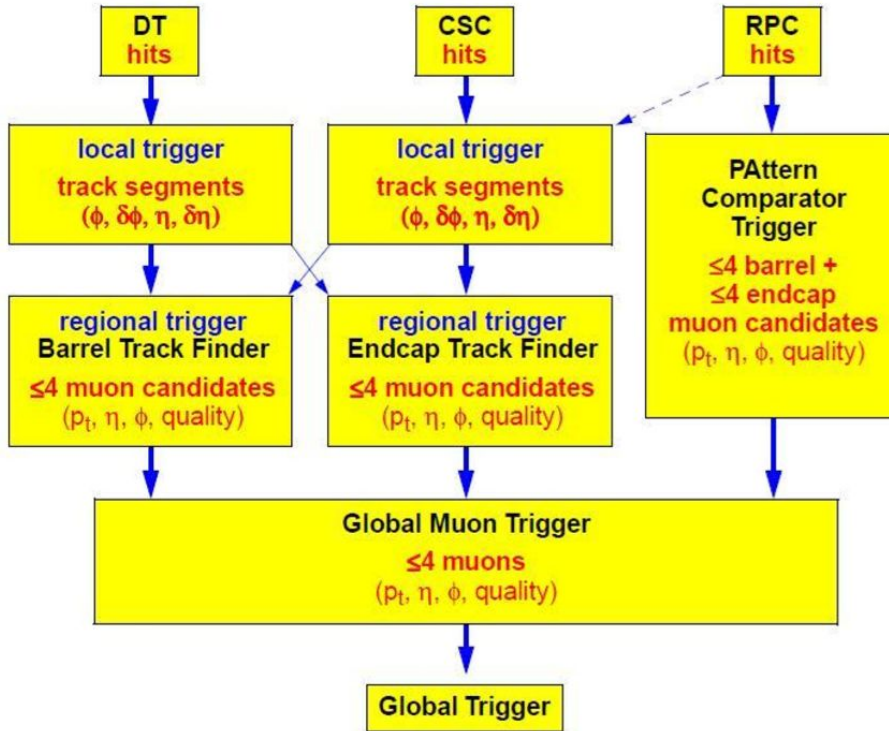 DT
hits
CSC
hits
RPC
hits
local trigger
track segments
(ϕ, δϕ, η, δη)
local trigger
track segments
(ϕ, δϕ, η, δη)
PAttern
Comparator
Trigger
≤4 barrel +
≤4 endcap
muon candidates
(pₜ, η, ϕ, quality)
regional trigger
Barrel Track Finder
≤4 muon candidates
(pₜ, η, ϕ, quality)
regional trigger
Endcap Track Finder
≤4 muon candidates
(pₜ, η, ϕ, quality)
Global Muon Trigger
≤4 muons
(pₜ, η, ϕ, quality)
Global Trigger